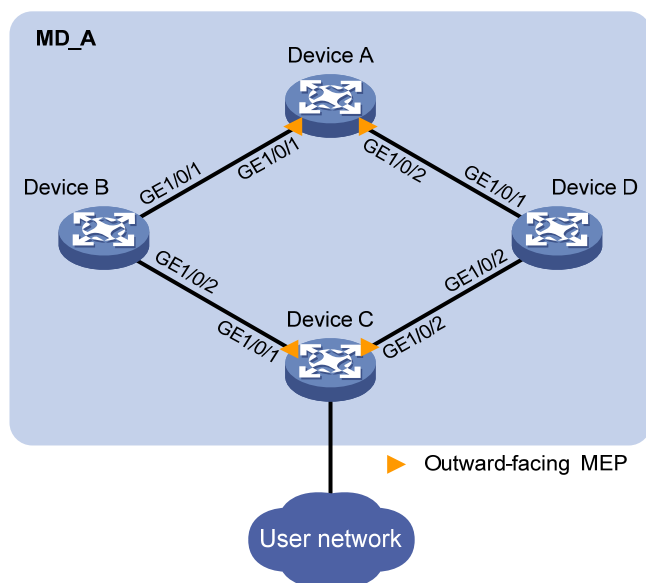 MD_A
Device A
GE1/0/1
GE1/0/2
Device B
GE1/0/1
GE1/0/1
Device D
GE1/0/2
GE1/0/2
Device C
GE1/0/1
GE1/0/2
Outward-facing MEP
User network